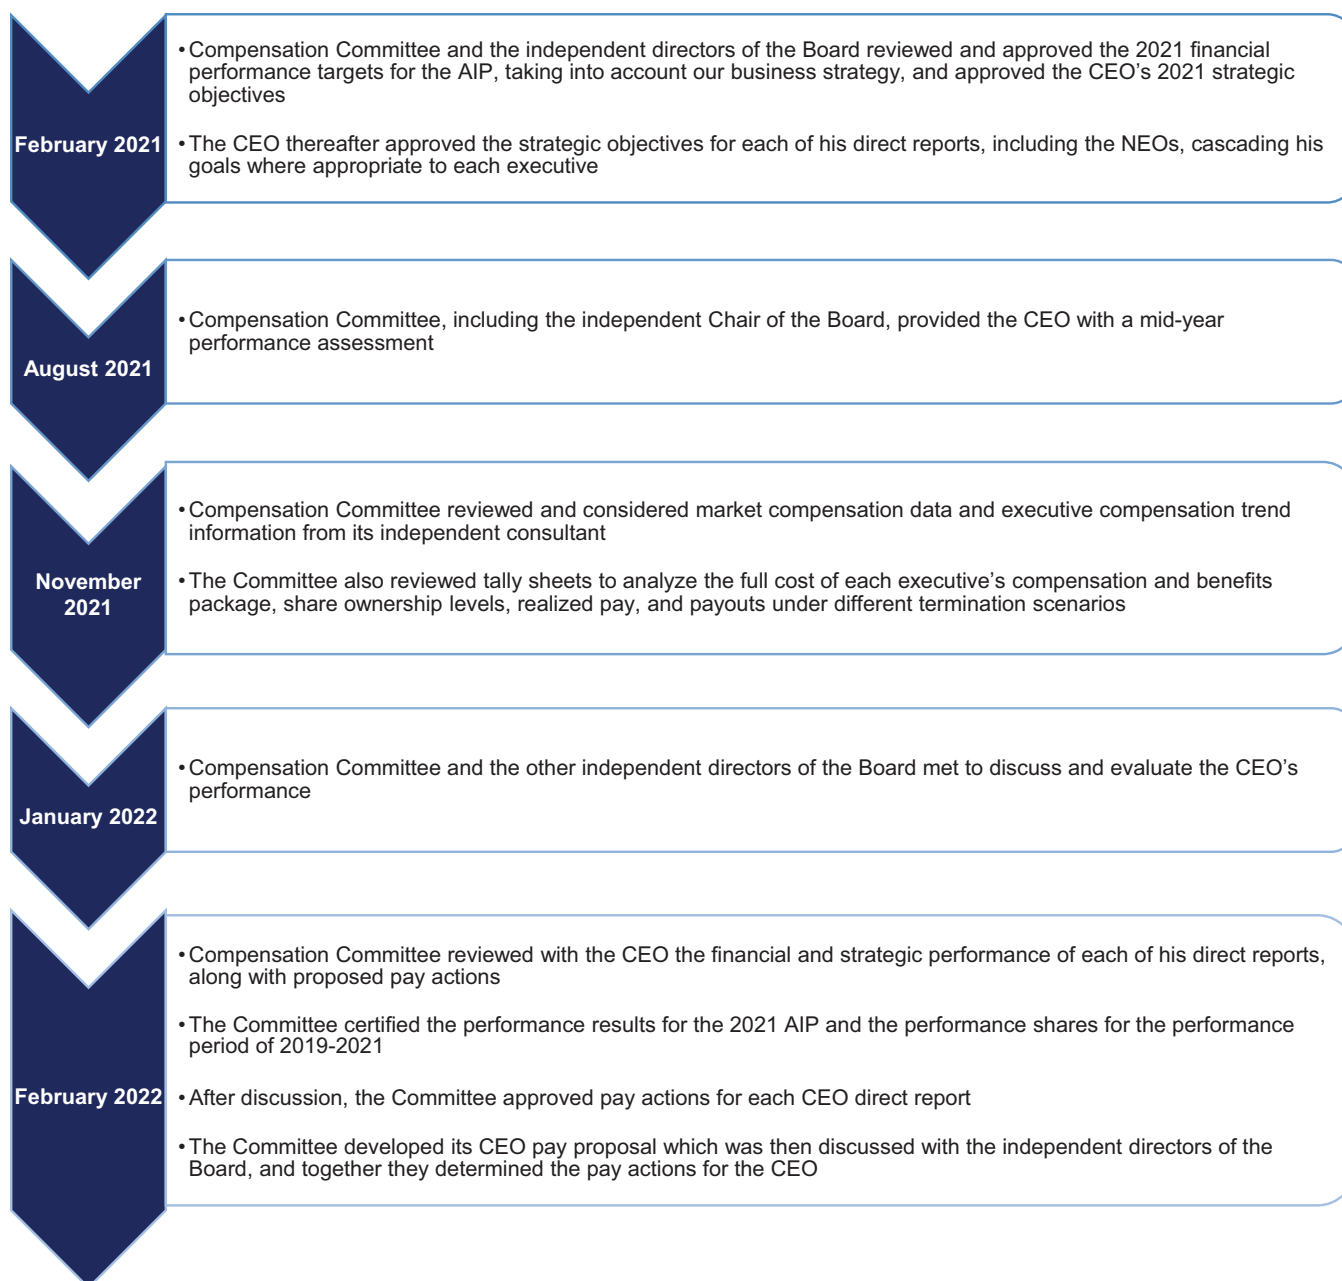 February 2021
• Compensation Committee and the independent directors of the Board reviewed and approved the 2021 financial
performance targets for the AIP, taking into account our business strategy, and approved the CEO’s 2021 strategic
objectives
• The CEO thereafter approved the strategic objectives for each of his direct reports, including the NEOs, cascading his
goals where appropriate to each executive
August 2021
• Compensation Committee, including the independent Chair of the Board, provided the CEO with a mid-year
performance assessment
November
2021
• Compensation Committee reviewed and considered market compensation data and executive compensation trend
information from its independent consultant
• The Committee also reviewed tally sheets to analyze the full cost of each executive’s compensation and benefits
package, share ownership levels, realized pay, and payouts under different termination scenarios
January 2022
• Compensation Committee and the other independent directors of the Board met to discuss and evaluate the CEO’s
performance
February 2022
• Compensation Committee reviewed with the CEO the financial and strategic performance of each of his direct reports,
along with proposed pay actions
• The Committee certified the performance results for the 2021 AIP and the performance shares for the performance
period of 2019-2021
• After discussion, the Committee approved pay actions for each CEO direct report
• The Committee developed its CEO pay proposal which was then discussed with the independent directors of the
Board, and together they determined the pay actions for the CEO